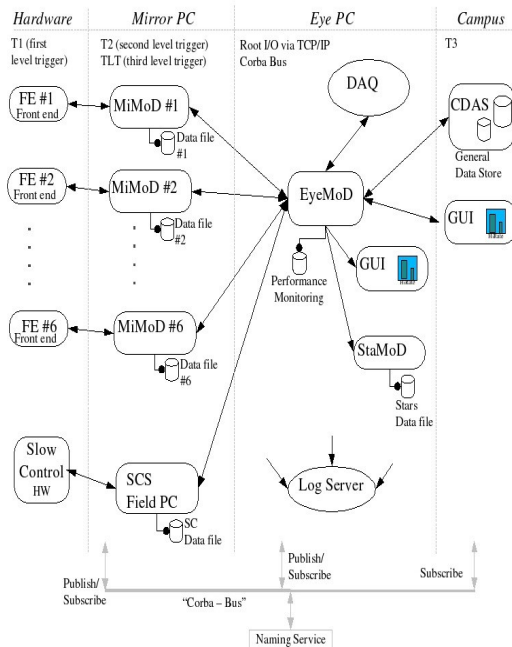 Hardware
Mirror PC
Eye PC
Campus
T1 (first
level trigger)
T2 (second level trigger)
TLT (third level trigger)
Root I/O via TCP/IP
Corba Bus
T3
FE #1
Front end
MiMoD #1
Data file
#1
DAQ
CDAS
General
Data Store
FE #2
Front end
MiMoD #2
Data file
#2
EyeMoD
GUI
Performance
Monitoring
GUI
FE #6
Front end
MiMoD #6
Data file
#6
StaMoD
Stars
Data file
Slow
Control
HW
SCS
Field PC
SC
Data file
Log Server
Publish/
Subscribe
Publish/
Subscribe
Subscribe
“Corba – Bus”
Naming Service